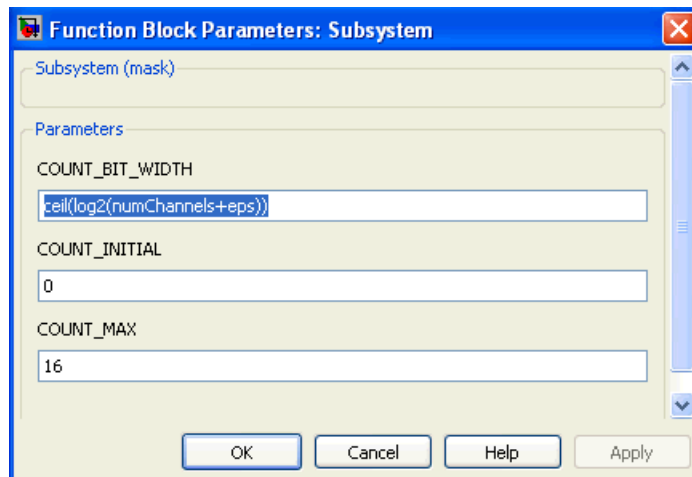 Function Block Parameters: Subsystem
Subsystem (mask)
Parameters
COUNT_BIT_WIDTH
ceil(log2(numChannels+eps))
COUNT_INITIAL
0
COUNT_MAX
16
OK Cancel Help Apply